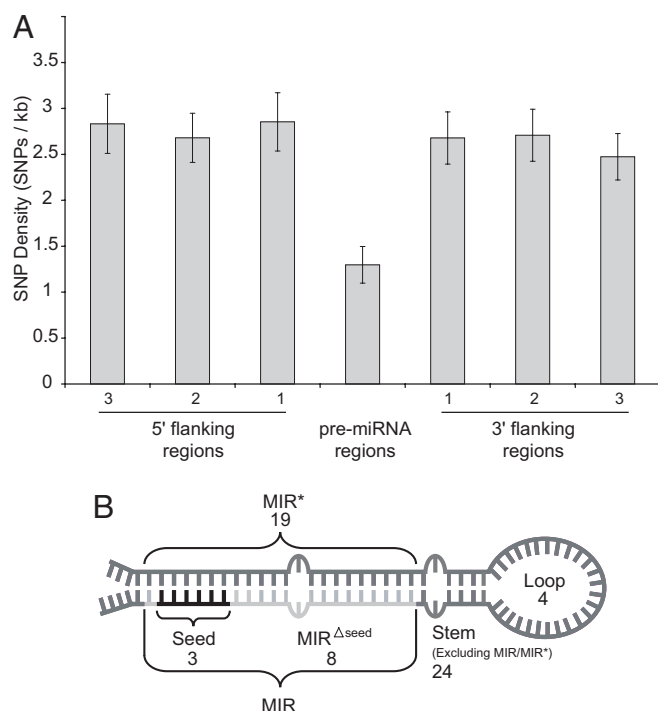 A
SNP Density (SNPs / kb)
3.5
3
2.5
2
1.5
1
0.5
0
3 2 1 1 2 3
5' flanking regions
pre-miRNA regions
3' flanking regions
B
MIR*
19
Seed
3
MIR Δseed
8
MIR
Stem
(Excluding MIR/MIR*)
24
Loop
4